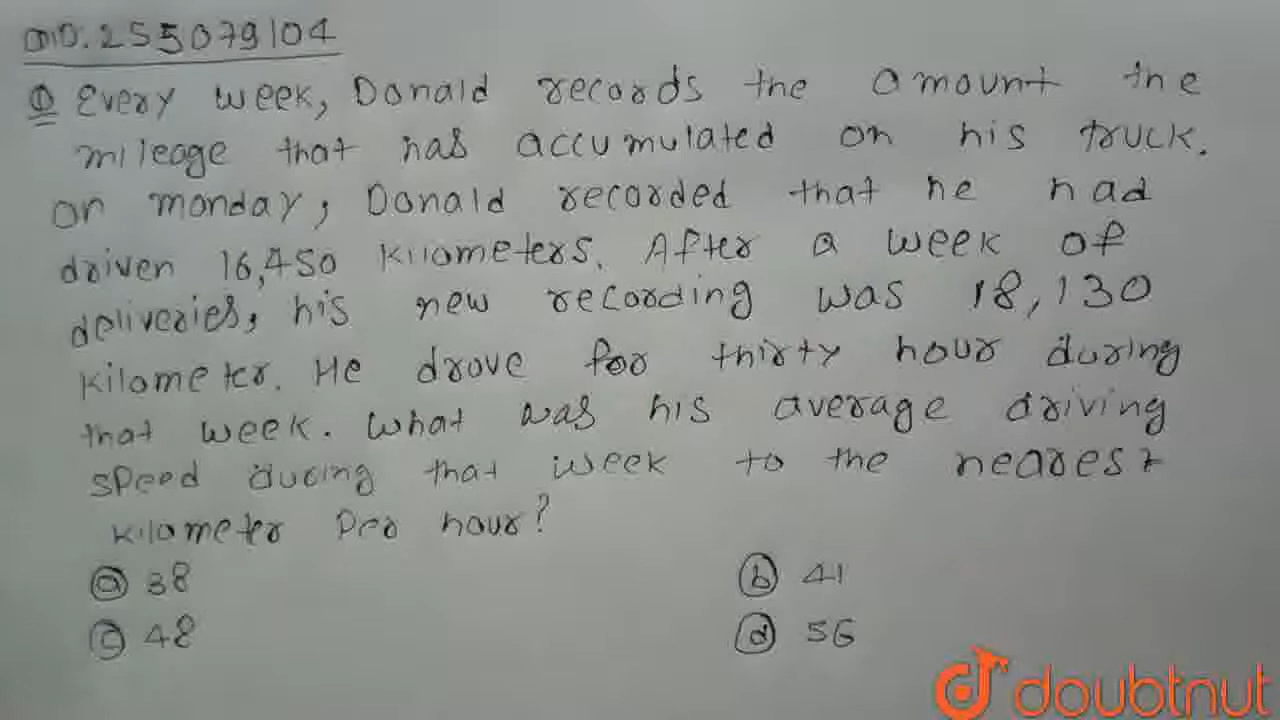 QID.255079104
Q Every week, Donald records the amount the
mileage that has accumulated on his truck.
on monday, Donald recorded that he had
driven 16,450 kilometers. After a week of
deliveries, his new recording was 18,130
kilometer. He drove for thirty hour during
that week. What was his average driving
speed during that week to the nearest
kilometer per hour?
(a) 38 (b) 41
(c) 48 (d) 56
doubtnut